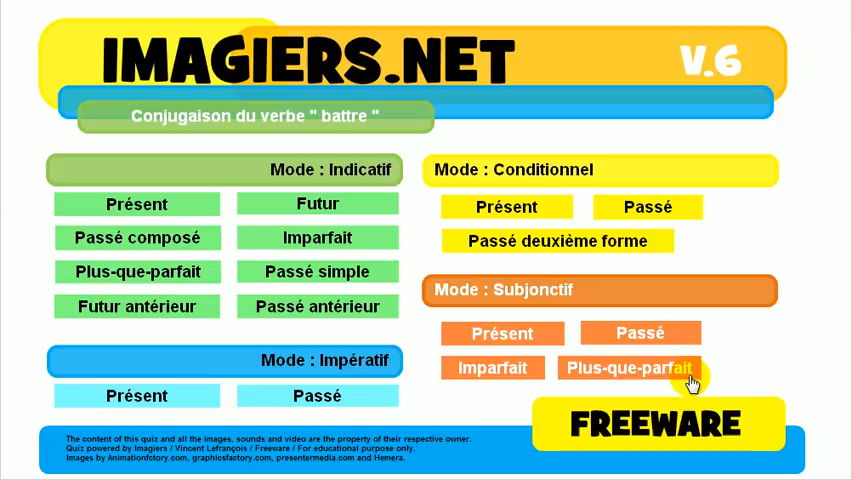 IMAGIERS.NET
V.6
Conjugaison du verbe " battre "
Mode : Indicatif
Présent
Futur
Passé composé
Imparfait
Plus-que-parfait
Passé simple
Futur antérieur
Passé antérieur
Mode : Impératif
Présent
Passé
Mode : Conditionnel
Présent
Passé
Passé deuxième forme
Mode : Subjonctif
Présent
Passé
Imparfait
Plus-que-parfait
FREEWARE
The content of this quiz and all the images, sounds and video are the property of their respective owner.
Quiz powered by Imagiers / Vincent Lefrançois / Freeware / For educational purpose only.
Images by Animationfctory.com, graphicsfactory.com, presentermedia.com and Hemera.